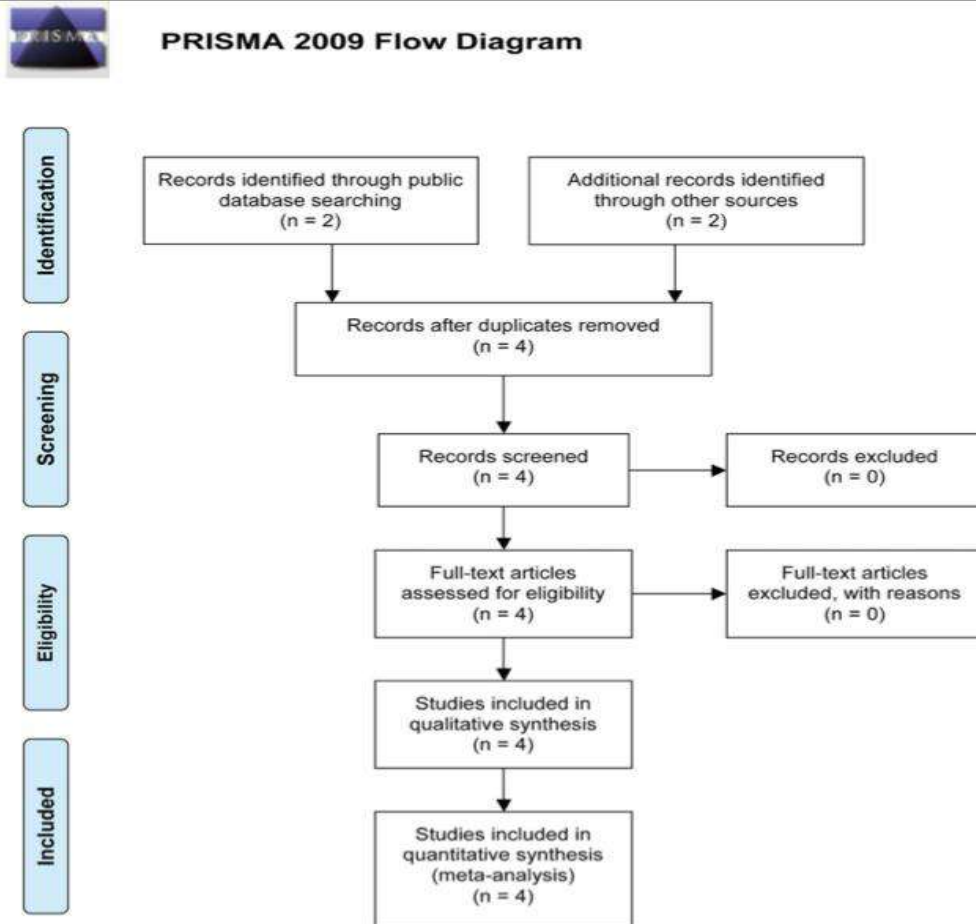 PRISMA
PRISMA 2009 Flow Diagram
Identification
Records identified through public
database searching
(n = 2)
Additional records identified
through other sources
(n = 2)
Records after duplicates removed
(n = 4)
Screening
Records screened
(n = 4)
Records excluded
(n = 0)
Eligibility
Full-text articles
assessed for eligibility
(n = 4)
Full-text articles
excluded, with reasons
(n = 0)
Studies included in
qualitative synthesis
(n = 4)
Included
Studies included in
quantitative synthesis
(meta-analysis)
(n = 4)